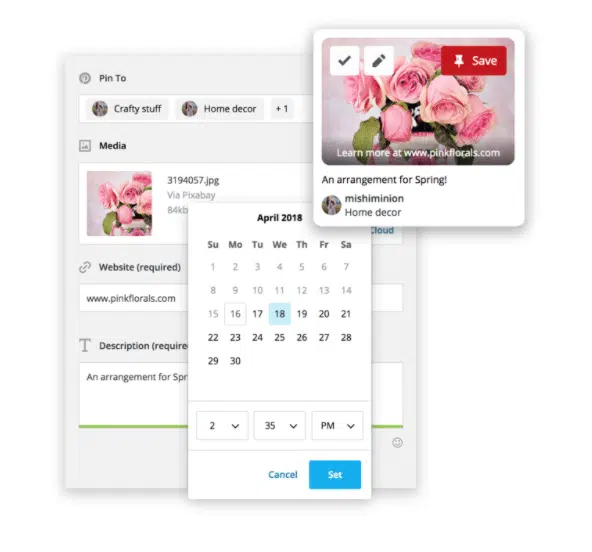 Pin To
Crafty stuff
Home decor
+ 1
Media
3194057.jpg
Via Pixabay
84kb
Cloud
Website (required)
www.pinkflorals.com
Description (require
An arrangement for Spr
April 2018
Su Mo Tu We Th Fr Sa
1 2 3 4 5 6 7
8 9 10 11 12 13 14
15 16 17 18 19 20 21
22 23 24 25 26 27 28
29 30
2 35 PM
Cancel Set
Save
Learn more at www.pinkflorals.com
An arrangement for Spring!
mishiminion
Home decor